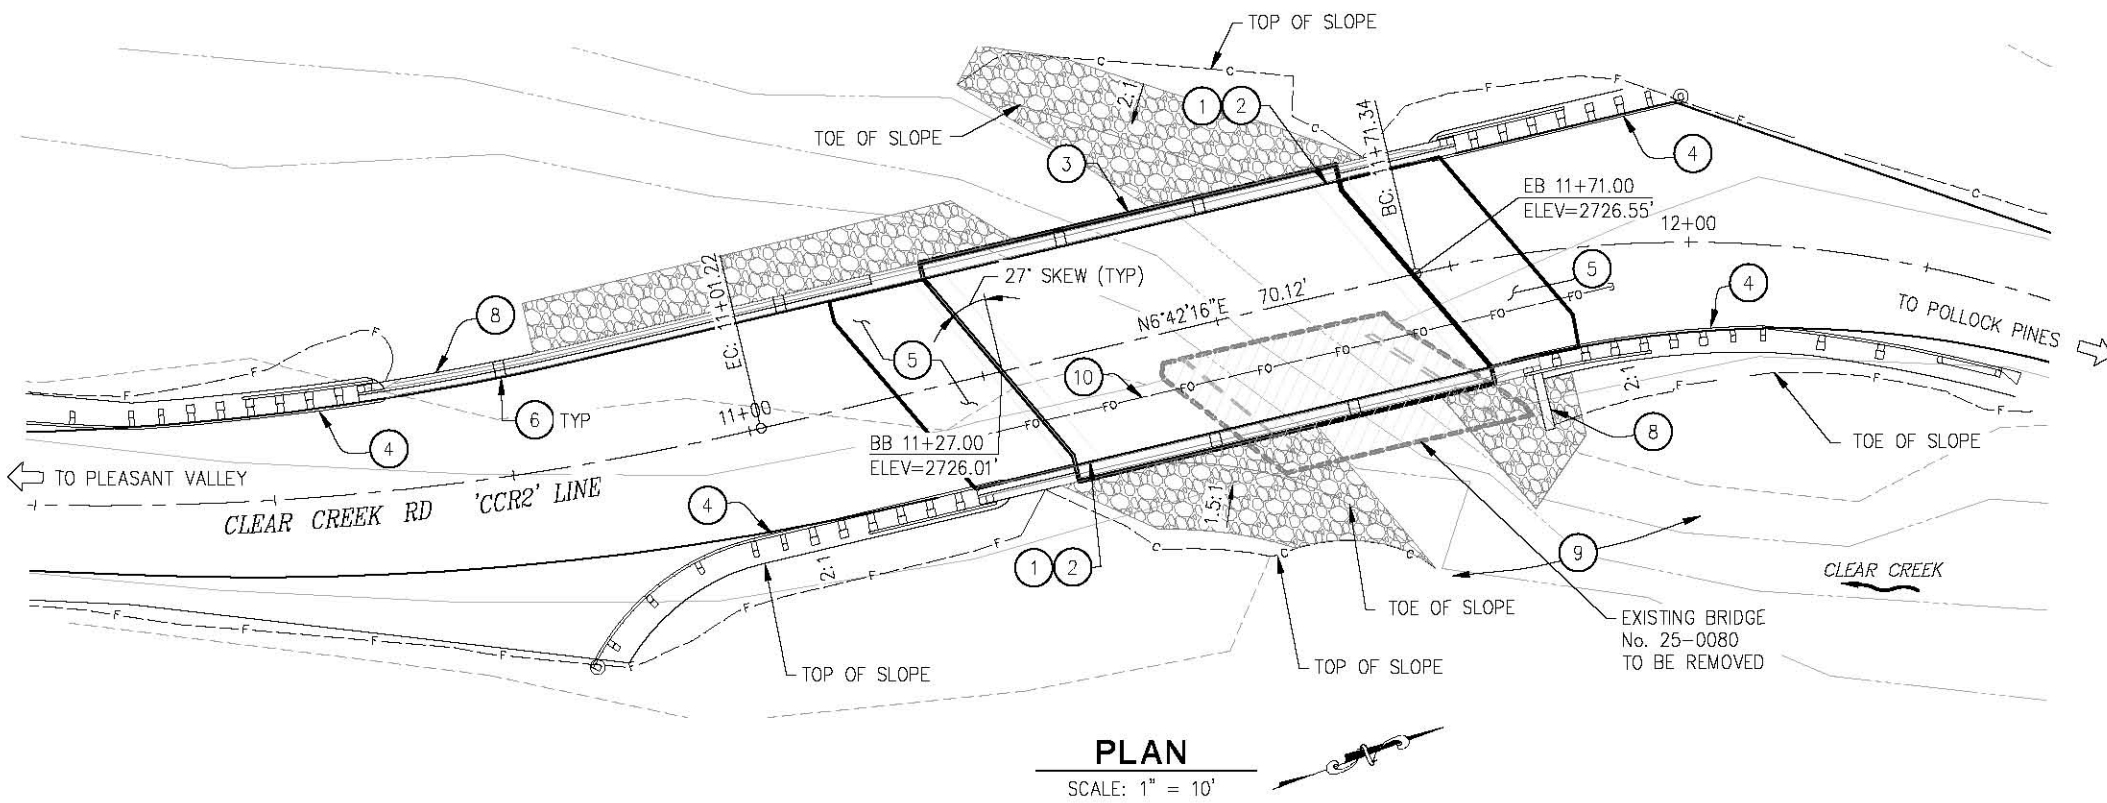 TOP OF SLOPE
TOE OF SLOPE
2:1
1 2
BC: 11+71.34
4
3
EB 11+71.00
ELEV=2726.55'
12+00
5
27° SKEW (TYP)
N6°42'16"E
70.12'
FO
4
TO POLLOCK PINES
8
EC: 11+01.22
5
10
6 TYP
11+00
4
BB 11+27.00
ELEV=2726.01'
2:1
8
TOE OF SLOPE
TO PLEASANT VALLEY
CLEAR CREEK RD 'CCR2' LINE
4
1.5:1
9
1 2
2:1
CLEAR CREEK
TOE OF SLOPE
EXISTING BRIDGE
No. 25-0080
TO BE REMOVED
TOP OF SLOPE
TOP OF SLOPE
PLAN
SCALE: 1" = 10'